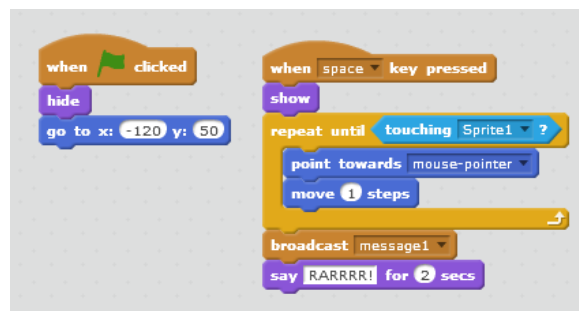 when clicked
hide
go to x: -120 y: 50
when space key pressed
show
repeat until touching Sprite1 ?
point towards mouse-pointer
move 1 steps
broadcast message1
say RARRRR! for 2 secs